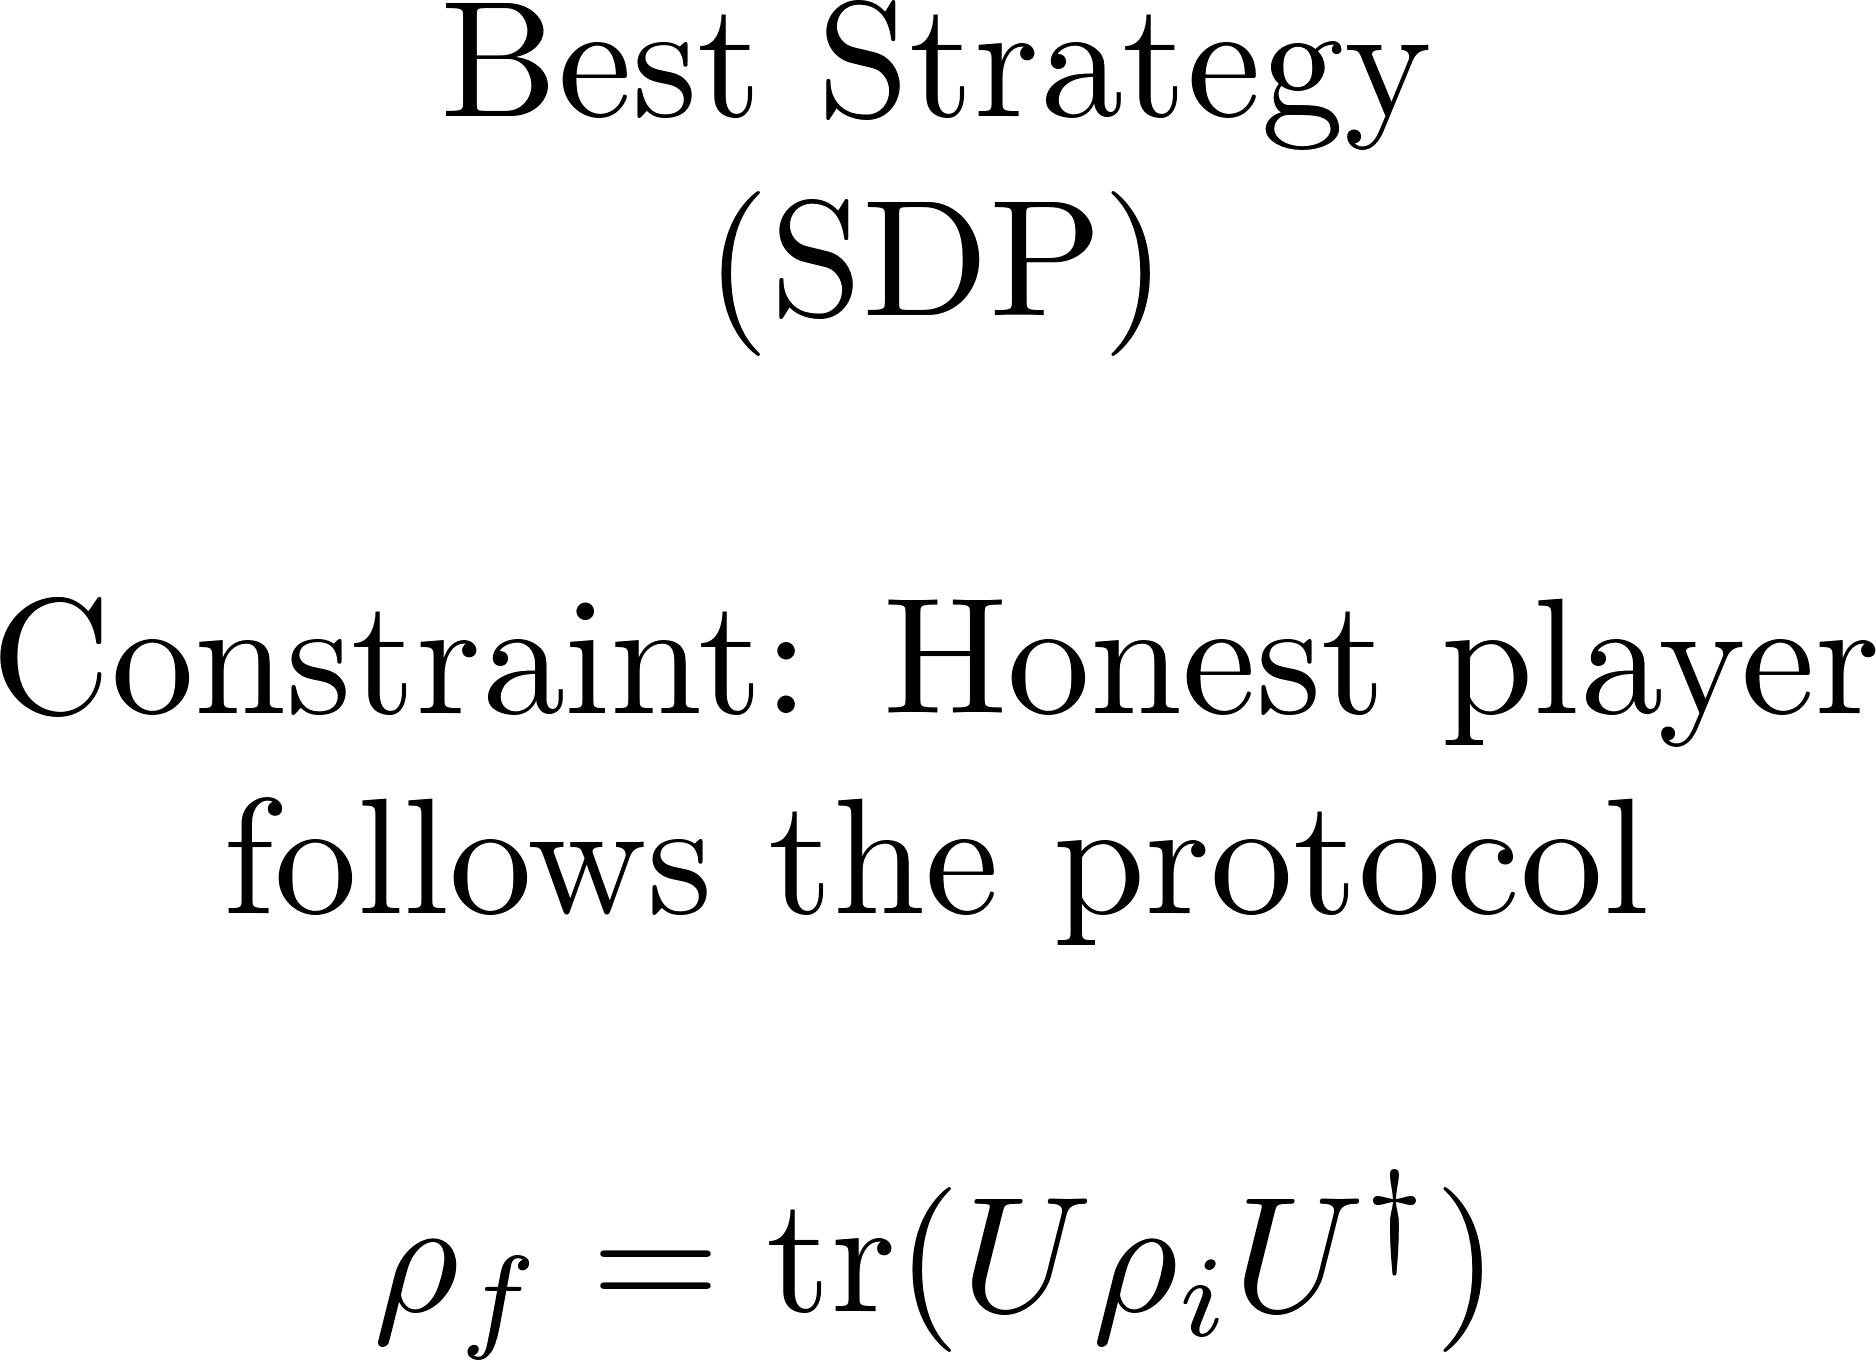 Best Strategy
(SDP)
Constraint: Honest player
follows the protocol
ρ_f = tr(Uρ_iU^†)